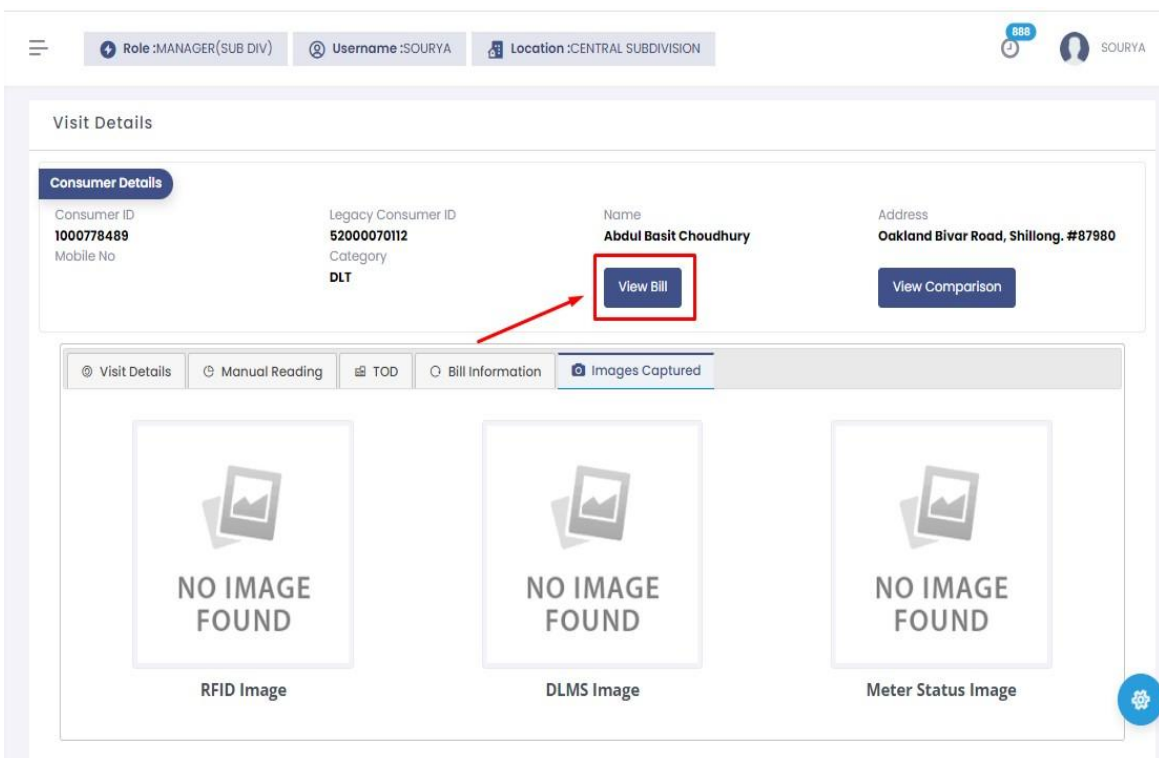 888
Role :MANAGER(SUB DIV) Username :SOURYA Location :CENTRAL SUBDIVISION SOURYA
Visit Details
Consumer Details
Consumer ID Legacy Consumer ID Name Address
1000778489 52000070112 Abdul Basit Choudhury Oakland Bivar Road, Shillong. #87980
Mobile No Category
DLT
View Bill View Comparison
Visit Details Manual Reading TOD Bill Information Images Captured
NO IMAGE NO IMAGE NO IMAGE
FOUND FOUND FOUND
RFID Image DLMS Image Meter Status Image